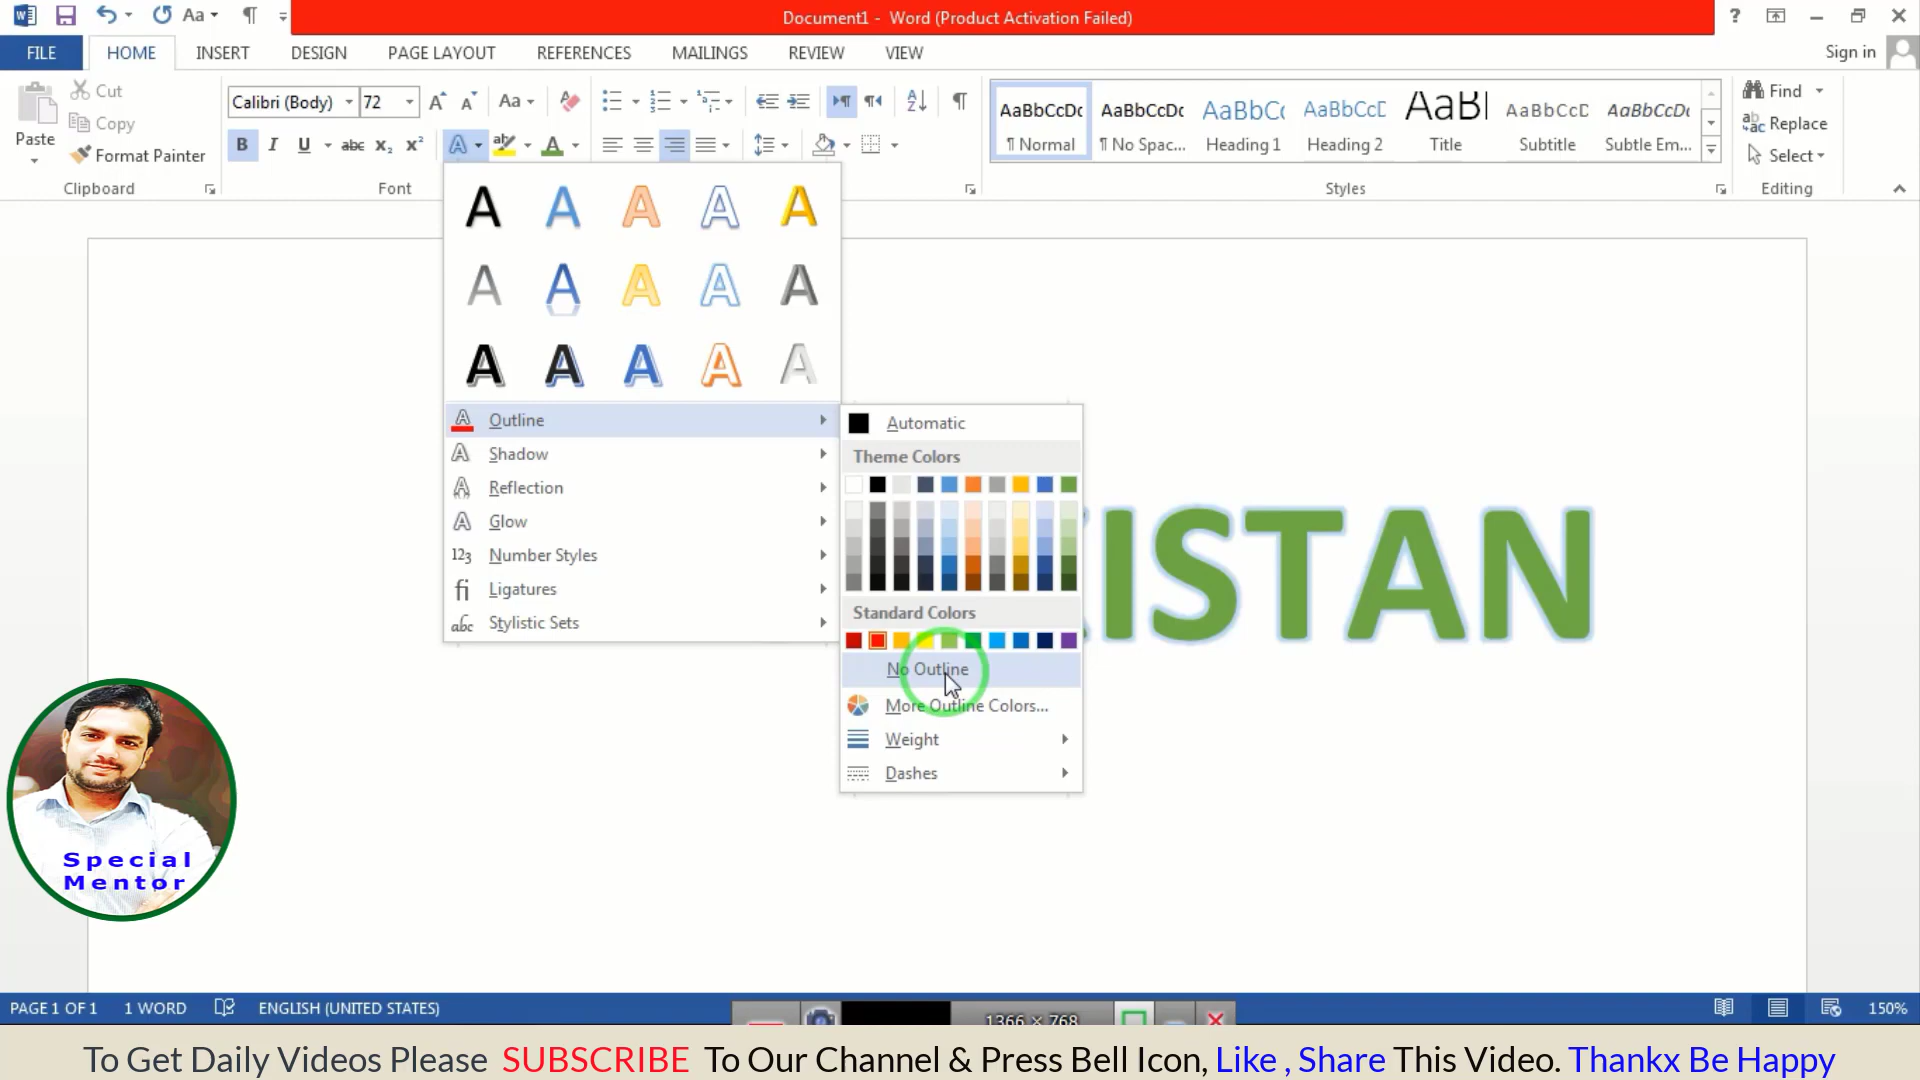 Document1 - Word (Product Activation Failed)
FILE HOME INSERT DESIGN PAGE LAYOUT REFERENCES MAILINGS REVIEW VIEW Sign in
Paste
Cut
Copy
Format Painter
Clipboard
Calibri (Body) 72
Font
AaBbCcDc AaBbCcDc AaBbC AaBbCcD AaB AaBbCcD AaBbCcDc
¶ Normal ¶ No Spac... Heading 1 Heading 2 Title Subtitle Subtle Em...
Styles
Find
Replace
Select
Editing
Outline
Shadow
Reflection
Glow
Number Styles
Ligatures
Stylistic Sets
Automatic
Theme Colors
Standard Colors
No Outline
More Outline Colors...
Weight
Dashes
ISTAN
Special
Mentor
PAGE 1 OF 1 1 WORD ENGLISH (UNITED STATES) 150%
1366 × 768
To Get Daily Videos Please SUBSCRIBE To Our Channel & Press Bell Icon, Like , Share This Video. Thankx Be Happy